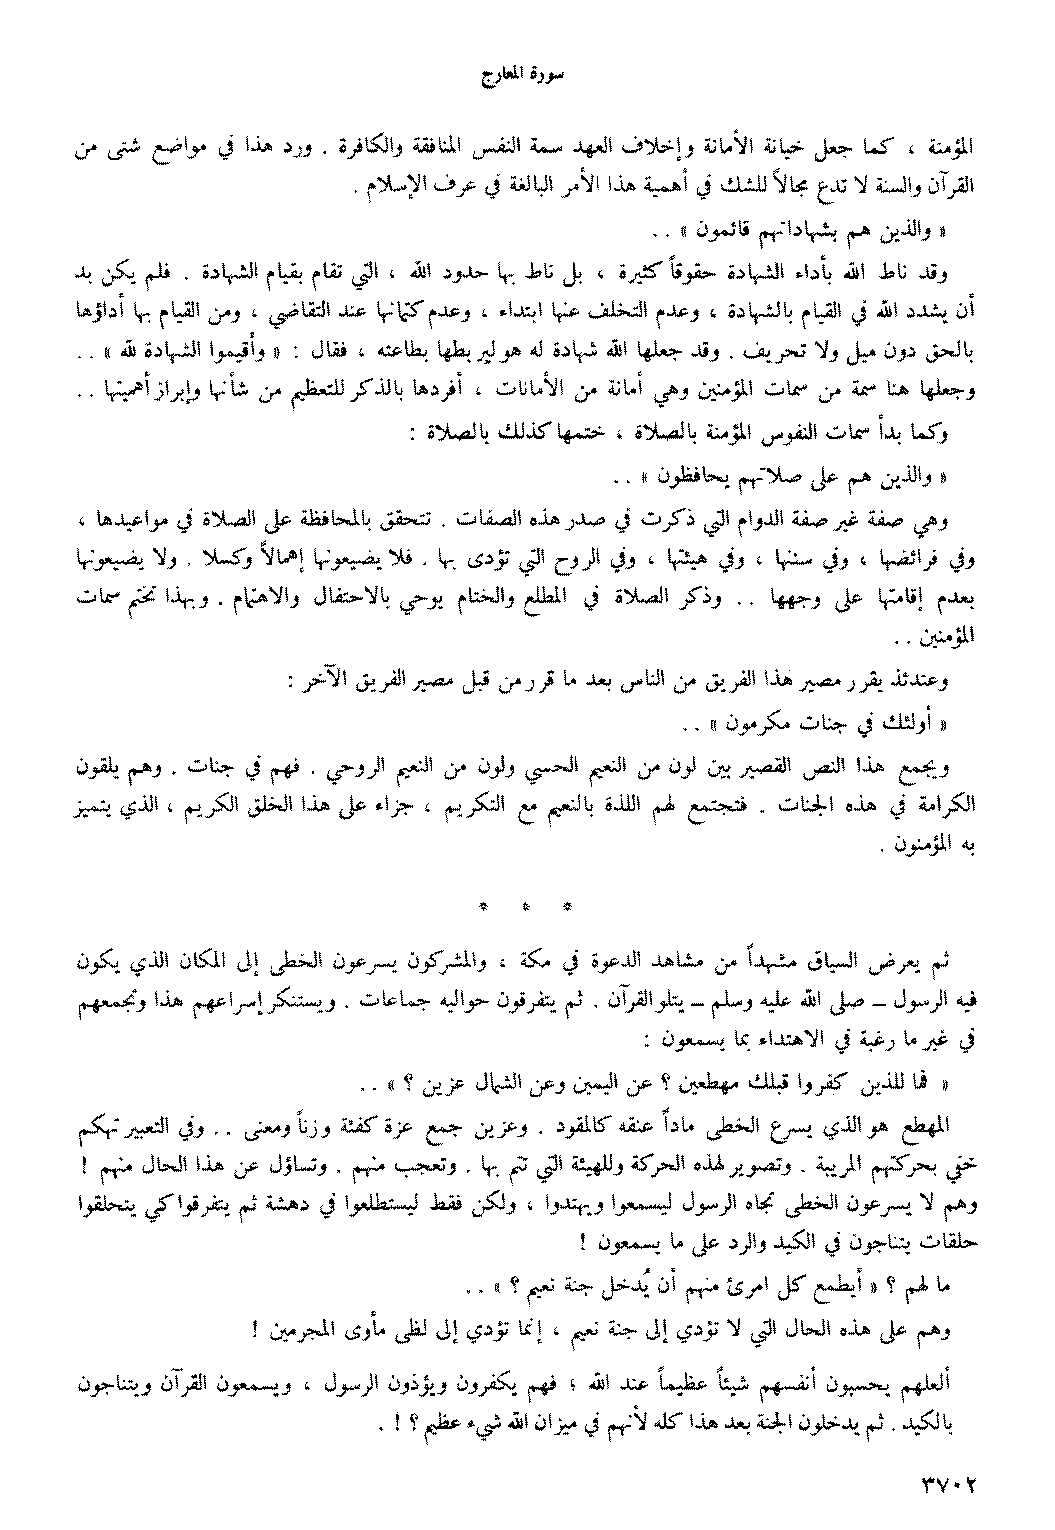 سورة المعارج
المؤمنة ، كما جعل خيانة الأمانة وإخلاف العهد سمة النفس المنافقة والكافرة . ورد هذا في مواضع شتى من
القرآن والسنة لا تدع مجالاً للشك في أهمية هذا الأمر البالغة في عرف الإسلام .
« والذين هم بشهاداتهم قائمون » . .
وقد ناط الله بأداء الشهادة حقوقاً كثيرة ، بل ناط بها حدود الله ، التي تقام بقيام الشهادة . فلم يكن بد
أن يشدد الله في القيام بالشهادة ، وعدم التخلف عنها ابتداء ، وعدم كتمانها عند التقاضي ، ومن القيام بها أداؤها
بالحق دون ميل ولا تحريف . وقد جعلها الله شهادة له هو ليربطها بطاعته ، فقال : « وأقيموا الشهادة لله » . .
وجعلها هنا سمة من سمات المؤمنين وهي أمانة من الأمانات ، أفردها بالذكر للتعظيم من شأنها وإبراز أهميتها . .
وكما بدأ سمات النفوس المؤمنة بالصلاة ، ختمها كذلك بالصلاة :
« والذين هم على صلاتهم يحافظون » . .
وهي صفة غير صفة الدوام التي ذكرت في صدر هذه الصفات . تتحقق بالمحافظة على الصلاة في مواعيدها ،
وفي فرائضها ، وفي سننها ، وفي هيئتها ، وفي الروح التي تؤدى بها . فلا يضيعونها إهمالاً وكسلا . ولا يضيعونها
بعدم إقامتها على وجهها . . وذكر الصلاة في المطلع والختام يوحي بالاحتفال والاهتمام . وبهذا تختم سمات
المؤمنين . .
وعندئذ يقرر مصير هذا الفريق من الناس بعد ما قرر من قبل مصير الفريق الآخر :
« أولئك في جنات مكرمون » . .
ويجمع هذا النص القصير بين لون من النعيم الحسي ولون من النعيم الروحي . فهم في جنات . وهم يلقون
الكرامة في هذه الجنات . فتجتمع لهم اللذة بالنعيم مع التكريم ، جزاء على هذا الخلق الكريم ، الذي يتميز
به المؤمنون .
* * *
ثم يعرض السياق مشهداً من مشاهد الدعوة في مكة ، والمشركون يسرعون الخطى إلى المكان الذي يكون
فيه الرسول – صلى الله عليه وسلم – يتلو القرآن . ثم يتفرقون حواليه جماعات . ويستنكر إسراعهم هذا وتجمعهم
في غير ما رغبة في الاهتداء بما يسمعون :
« فما للذين كفروا قبلك مهطعين ؟ عن اليمين وعن الشمال عزين ؟ » . .
المهطع هو الذي يسرع الخطى ماداً عنقه كالمقود . وعزين جمع عزة كفئة وزناً ومعنى . . وفي التعبير تهكم
خفي بحركتهم المريبة . وتصوير لهذه الحركة وللهيئة التي تتم بها . وتعجب منهم . وتساؤل عن هذا الحال منهم !
وهم لا يسرعون الخطى تجاه الرسول ليسمعوا ويهتدوا ، ولكن فقط ليستطلعوا في دهشة ثم يتفرقوا كي يتحلقوا
حلقات يتناجون في الكيد والرد على ما يسمعون !
ما لهم ؟ « أيطمع كل امرئ منهم أن يُدخل جنة نعيم ؟ » . .
وهم على هذه الحال التي لا تؤدي إلى جنة نعيم ، إنما تؤدي إلى لظى مأوى المجرمين !
ألعلهم يحسبون أنفسهم شيئاً عظيماً عند الله ؛ فهم يكفرون ويؤذون الرسول ، ويسمعون القرآن ويتناجون
بالكيد . ثم يدخلون الجنة بعد هذا كله لأنهم في ميزان الله شيء عظيم ؟ ! .
٣٧٠٢